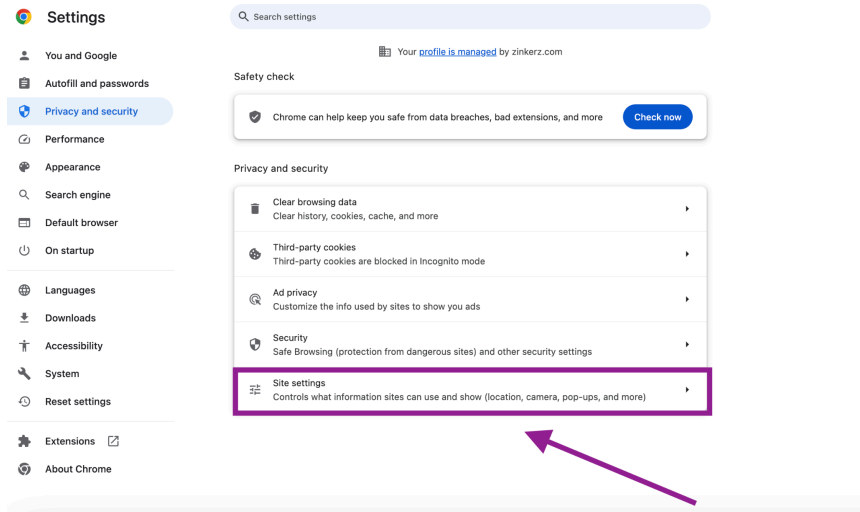 Settings
Search settings
You and Google
Autofill and passwords
Privacy and security
Performance
Appearance
Search engine
Default browser
On startup
Languages
Downloads
Accessibility
System
Reset settings
Extensions
About Chrome
Your profile is managed by zinkerz.com
Safety check
Chrome can help keep you safe from data breaches, bad extensions, and more
Check now
Privacy and security
Clear browsing data
Clear history, cookies, cache, and more
Third-party cookies
Third-party cookies are blocked in Incognito mode
Ad privacy
Customize the info used by sites to show you ads
Security
Safe Browsing (protection from dangerous sites) and other security settings
Site settings
Controls what information sites can use and show (location, camera, pop-ups, and more)